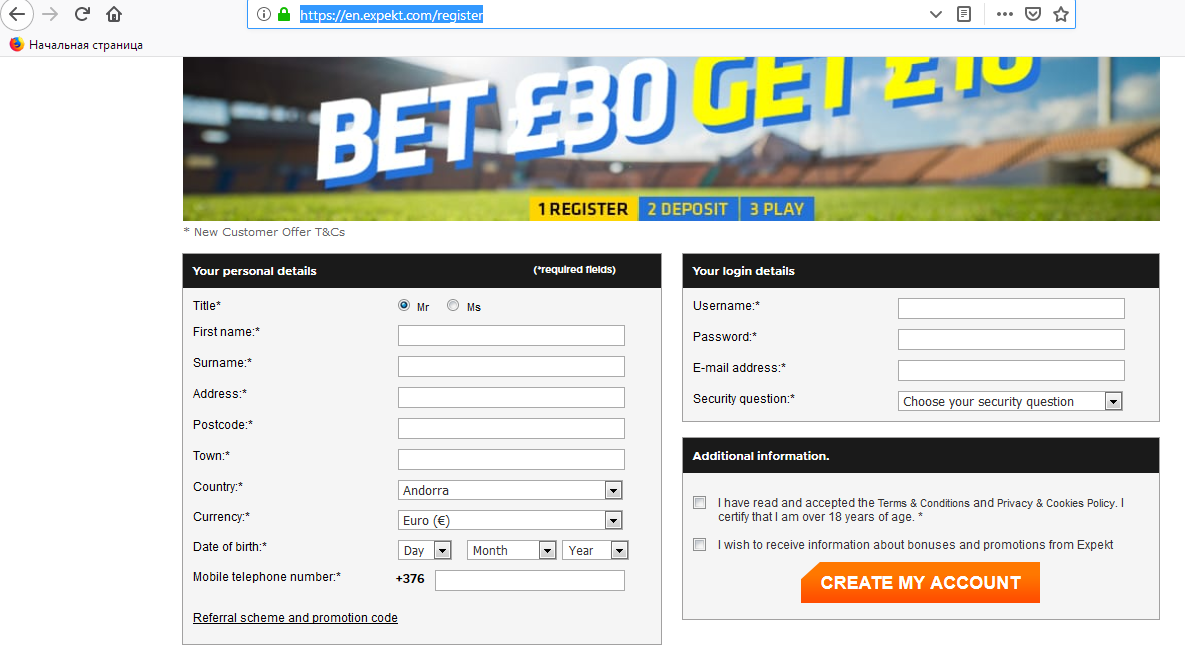 https://en.expekt.com/register
Начальная страница
BET £30 GET £10
1 REGISTER 2 DEPOSIT 3 PLAY
* New Customer Offer T&Cs
Your personal details (*required fields)
Title* Mr Ms
First name:*
Surname:*
Address:*
Postcode:*
Town:*
Country:* Andorra
Currency:* Euro (€)
Date of birth:* Day Month Year
Mobile telephone number:* +376
Referral scheme and promotion code
Your login details
Username:*
Password:*
E-mail address:*
Security question:* Choose your security question
Additional information.
I have read and accepted the Terms & Conditions and Privacy & Cookies Policy. I
certify that I am over 18 years of age. *
I wish to receive information about bonuses and promotions from Expekt
CREATE MY ACCOUNT